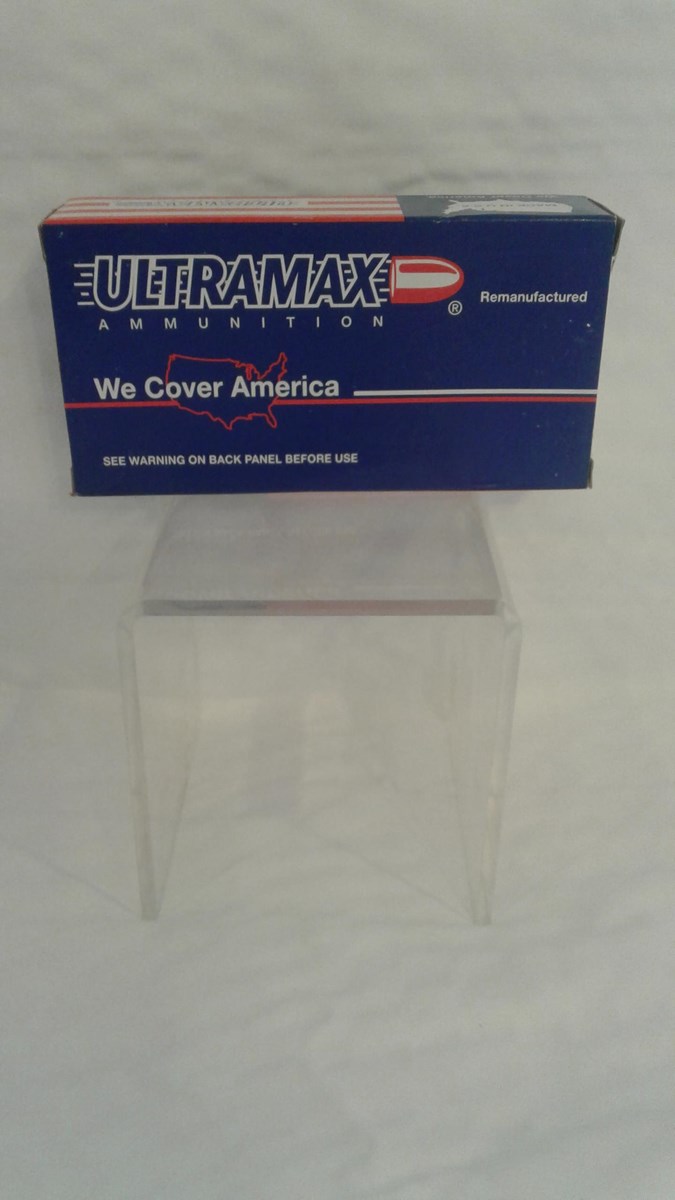 ULTRAMAX ®
AMMUNITION
Remanufactured
We Cover America
SEE WARNING ON BACK PANEL BEFORE USE